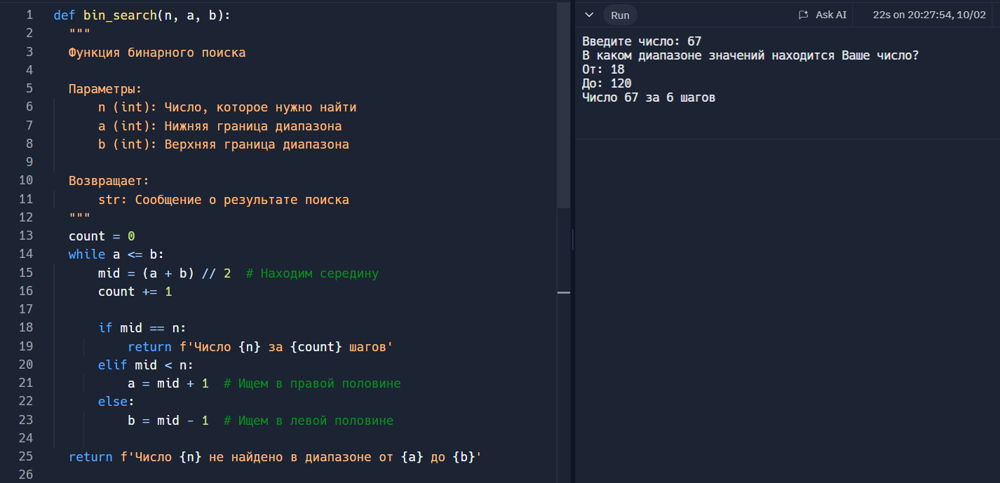 1 def bin_search(n, a, b):
2 """
3 Функция бинарного поиска
4
5 Параметры:
6 n (int): Число, которое нужно найти
7 a (int): Нижняя граница диапазона
8 b (int): Верхняя граница диапазона
9
10 Возвращает:
11 str: Сообщение о результате поиска
12 """
13 count = 0
14 while a <= b:
15 mid = (a + b) // 2 # Находим середину
16 count += 1
17
18 if mid == n:
19 return f'Число {n} за {count} шагов'
20 elif mid < n:
21 a = mid + 1 # Ищем в правой половине
22 else:
23 b = mid - 1 # Ищем в левой половине
24
25 return f'Число {n} не найдено в диапазоне от {a} до {b}'
26
Run Ask AI 22s on 20:27:54, 10/02
Введите число: 67
В каком диапазоне значений находится Ваше число?
От: 18
До: 120
Число 67 за 6 шагов